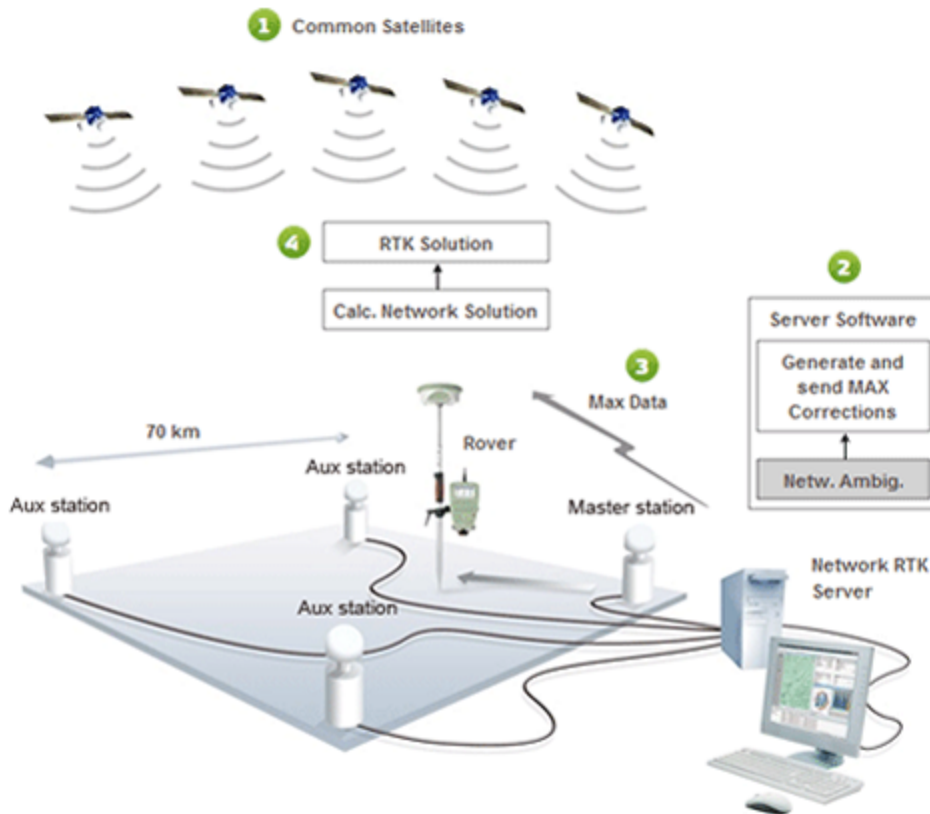 1 Common Satellites
4
RTK Solution
Calc. Network Solution
2
Server Software
Generate and
send MAX
Corrections
Netw. Ambig.
3
Max Data
70 km
Rover
Aux station
Aux station
Master station
Aux station
Network RTK
Server